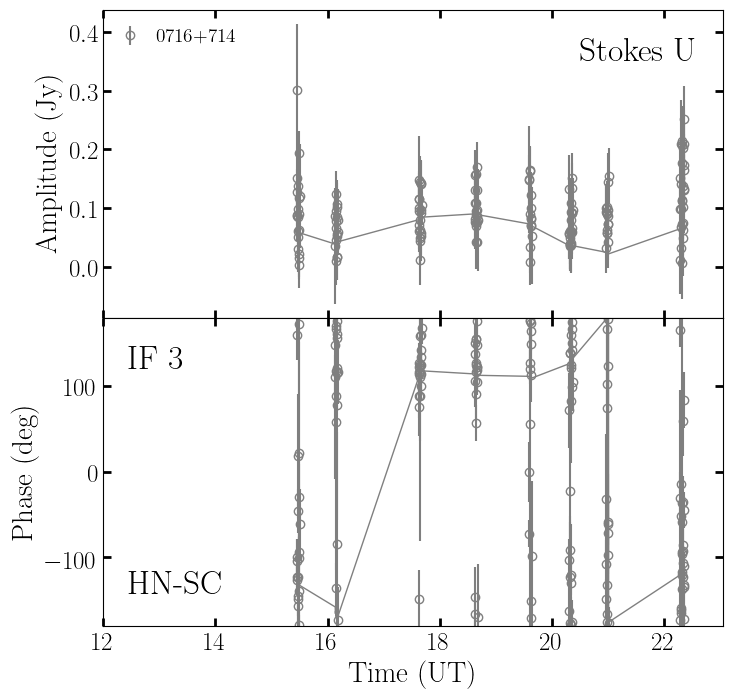 0716+714
Stokes U
0.4
0.3
0.2
0.1
0.0
Amplitude (Jy)
IF 3
HN-SC
100
0
−100
Phase (deg)
12 14 16 18 20 22
Time (UT)